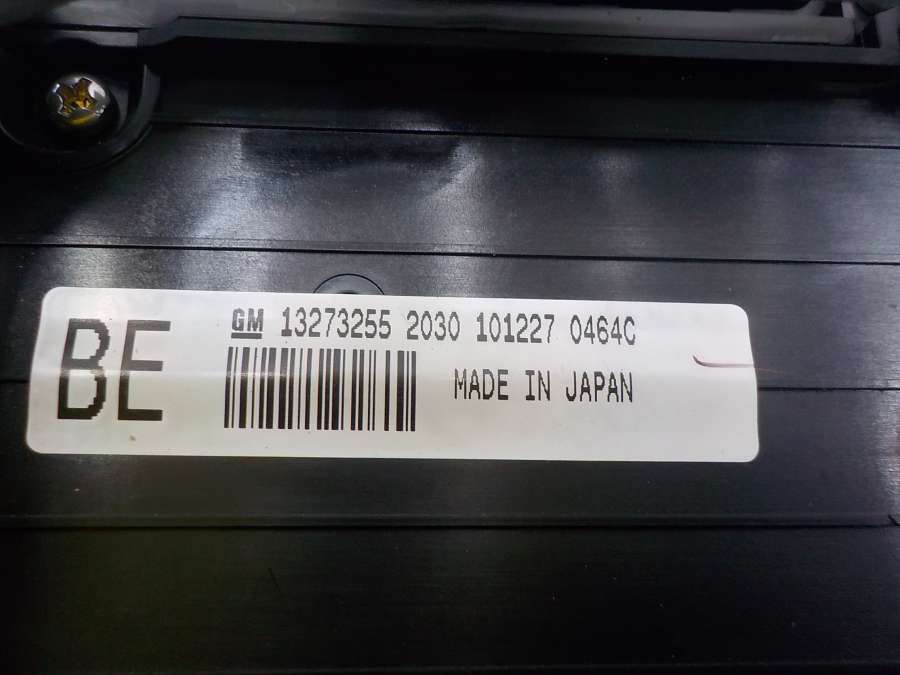 BE
GM 13273255 2030 101227 0464C
MADE IN JAPAN